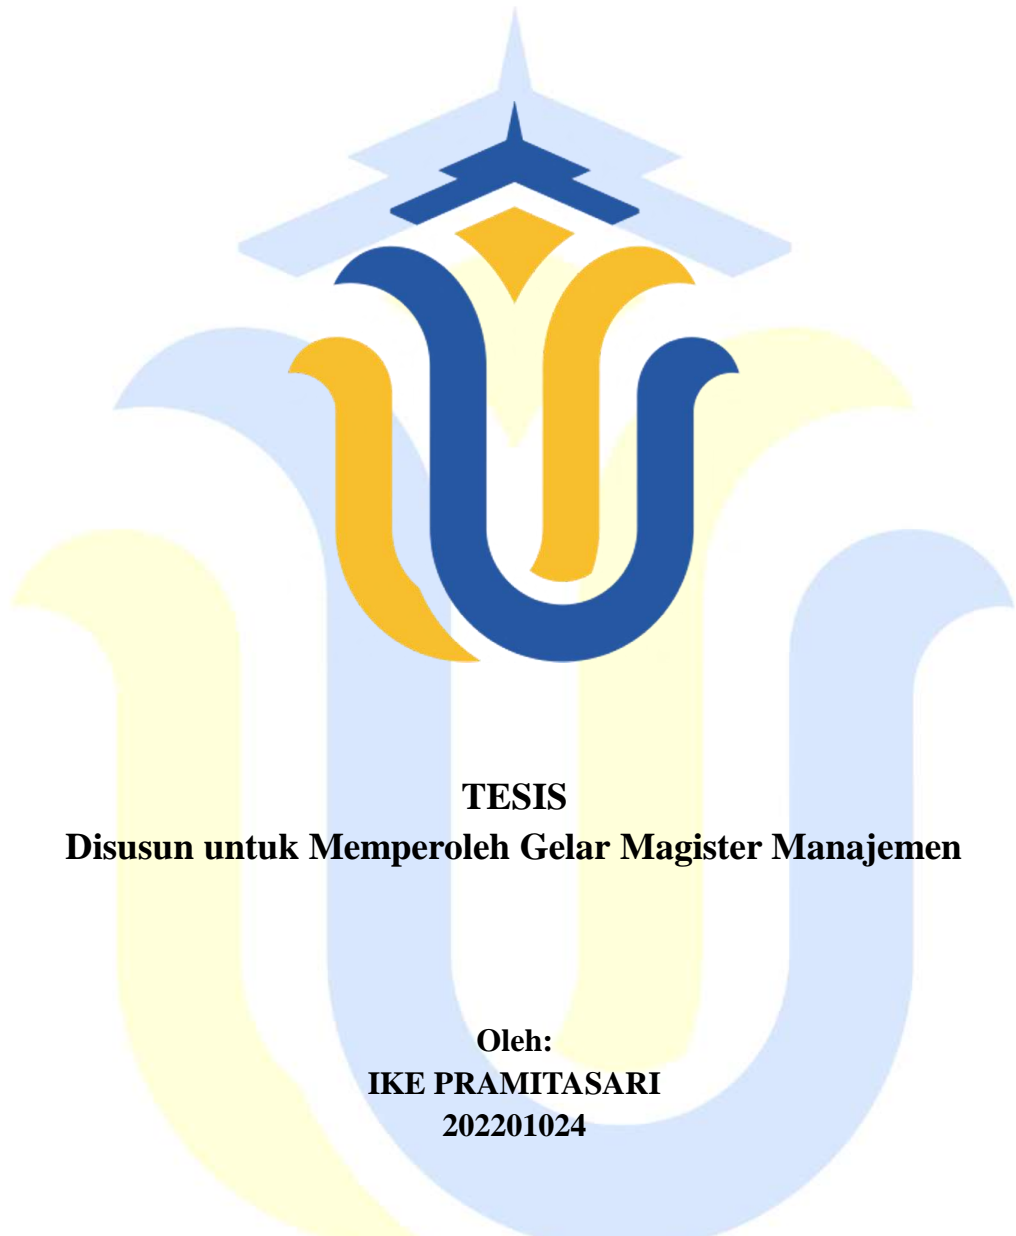 TESIS
Disusun untuk Memperoleh Gelar Magister Manajemen
Oleh:
IKE PRAMITASARI
202201024